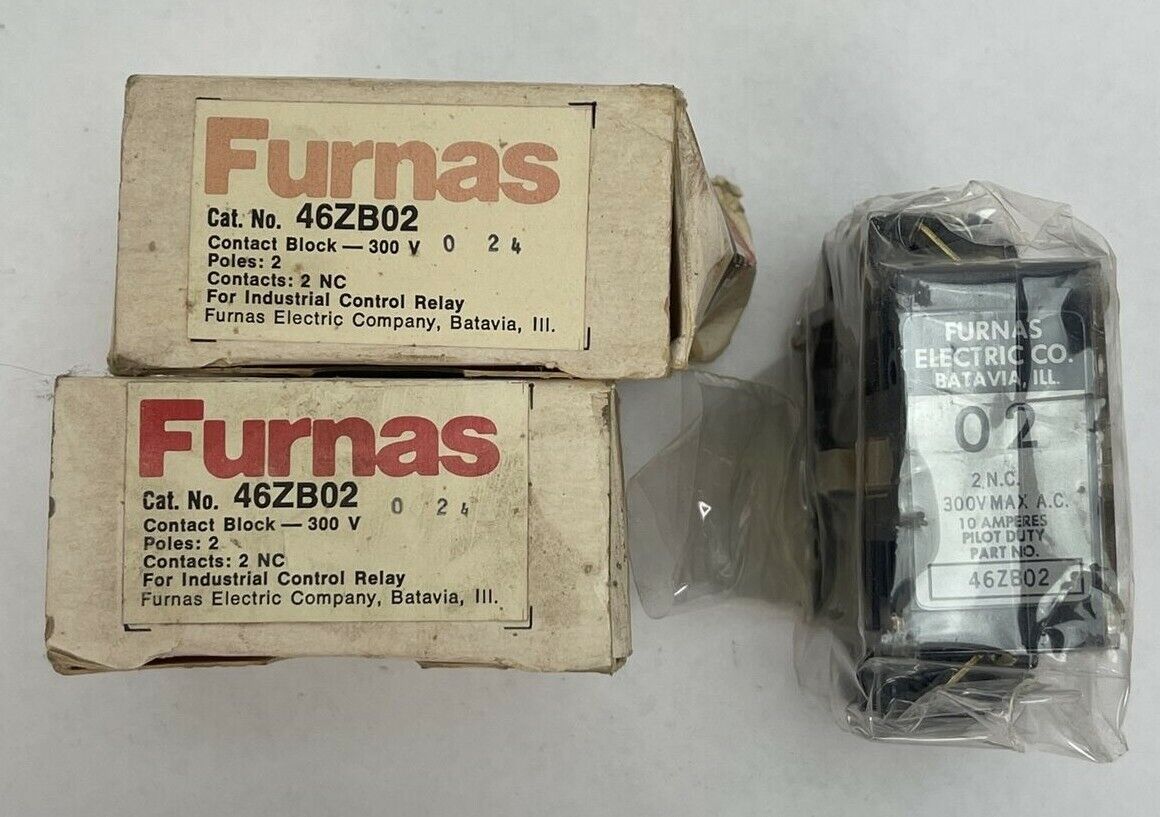 Furnas
Cat. No. 46ZB02
Contact Block — 300 V 0 24
Poles: 2
Contacts: 2 NC
For Industrial Control Relay
Furnas Electric Company, Batavia, Ill.
Furnas
Cat. No. 46ZB02 0 24
Contact Block — 300 V
Poles: 2
Contacts: 2 NC
For Industrial Control Relay
Furnas Electric Company, Batavia, Ill.
FURNAS
ELECTRIC CO.
BATAVIA, ILL.
02
2 N.C.
300V MAX A.C.
10 AMPERES
PILOT DUTY
PART NO.
46ZB02